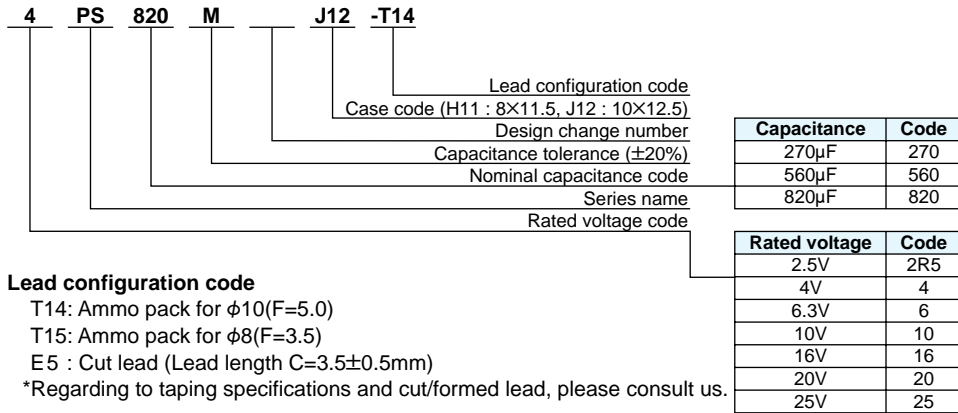 4 PS 820 M J12 -T14
Lead configuration code
Case code (H11 : 8×11.5, J12 : 10×12.5)
Design change number
Capacitance tolerance (±20%)
Nominal capacitance code
Series name
Rated voltage code
Capacitance Code
270µF 270
560µF 560
820µF 820
Rated voltage Code
2.5V 2R5
4V 4
6.3V 6
10V 10
16V 16
20V 20
25V 25
Lead configuration code
T14: Ammo pack for ϕ10(F=5.0)
T15: Ammo pack for ϕ8(F=3.5)
E5 : Cut lead (Lead length C=3.5±0.5mm)
*Regarding to taping specifications and cut/formed lead, please consult us.